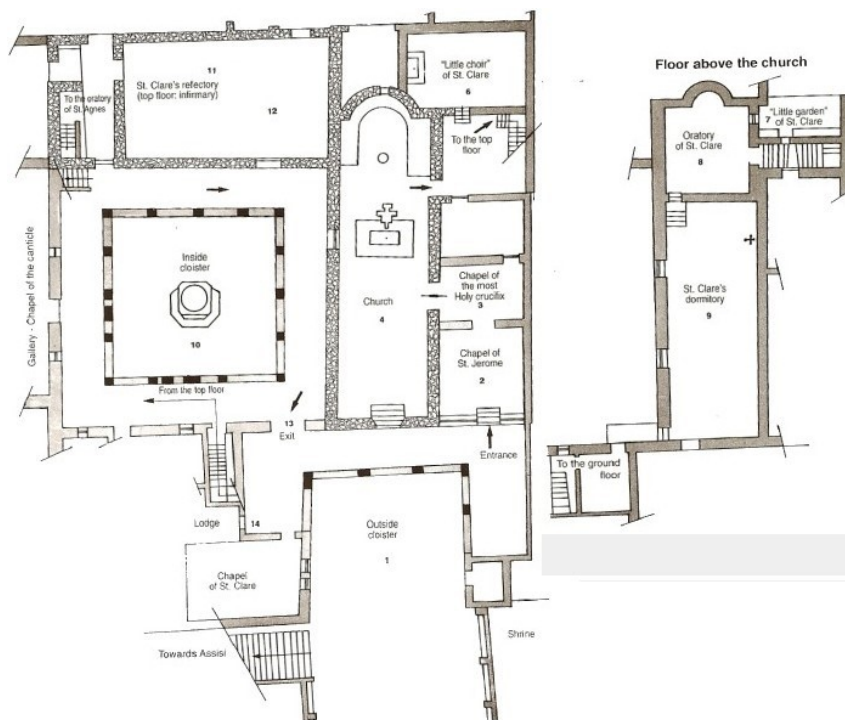 11
St. Clare's refectory
(top floor: infirmary)
12
To the oratory
of St. Agnes
"Little choir"
of St. Clare
6
To the top
floor
Gallery - Chapel of the canticle
Inside
cloister
10
From the top floor
13
Exit
Church
4
Chapel
of the
most
Holy crucifix
3
Chapel of
St. Jerome
2
Entrance
Lodge
14
Chapel
of St. Clare
Outside
cloister
1
Towards Assisi
Shrine
Floor above the church
"Little garden"
7 of St. Clare
Oratory
of St. Clare
8
St. Clare's
dormitory
9
To the ground
floor